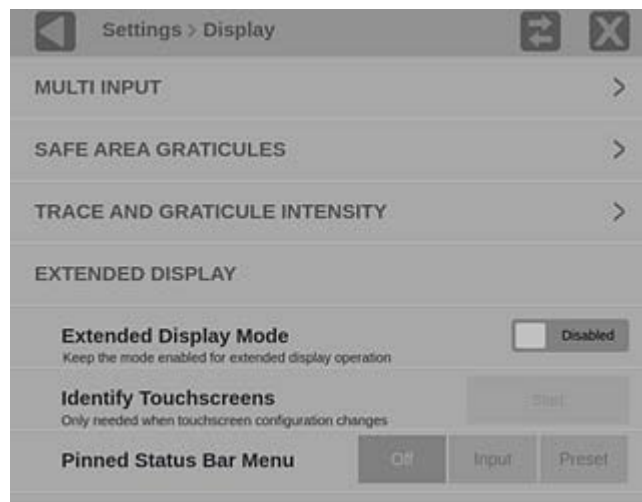 Settings > Display
MULTI INPUT >
SAFE AREA GRATICULES >
TRACE AND GRATICULE INTENSITY >
EXTENDED DISPLAY
Extended Display Mode Disabled
Keep the mode enabled for extended display operation
Identify Touchscreens Start
Only needed when touchscreen configuration changes
Pinned Status Bar Menu Off Input Preset